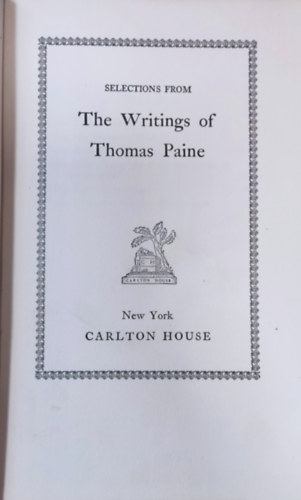 SELECTIONS FROM
The Writings of
Thomas Paine
CARLTON HOUSE
New York
CARLTON HOUSE